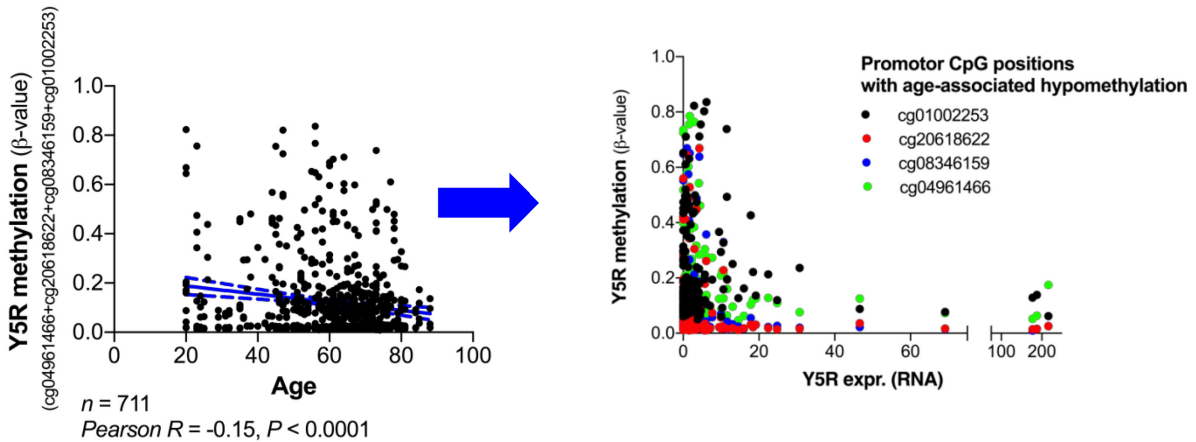 Y5R methylation (β-value)
(cg04961466+cg20618622+cg08346159+cg01002253)
1.0
0.8
0.6
0.4
0.2
0.0
0 20 40 60 80 100
Age
n = 711
Pearson R = -0.15, P < 0.0001
Y5R methylation (β-value)
1.0
0.8
0.6
0.4
0.2
0.0
0 20 40 60 100 200
Y5R expr. (RNA)
Promotor CpG positions
with age-associated hypomethylation
cg01002253
cg20618622
cg08346159
cg04961466